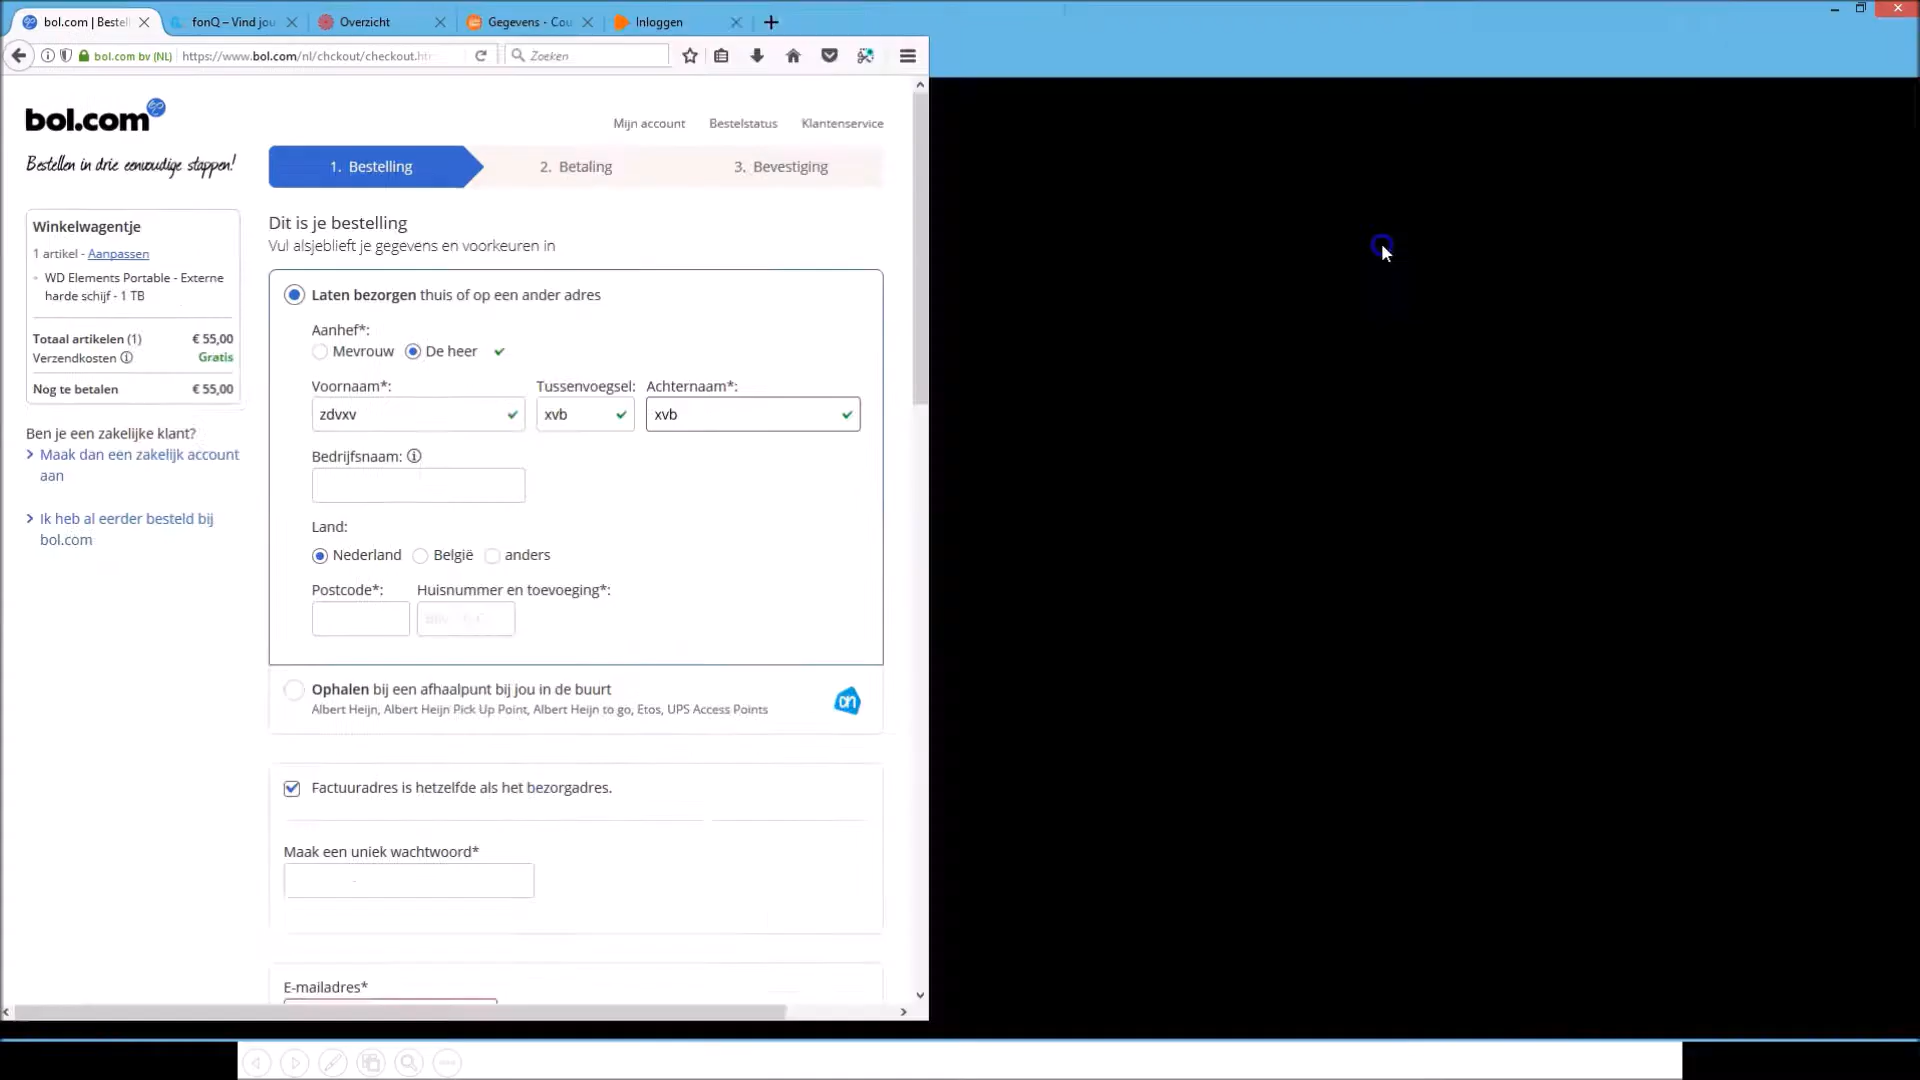 bol.com | Bestel
fonQ – Vind jou
Overzicht
Gegevens - Cou
Inloggen
bol.com bv (NL)
https://www.bol.com/nl/chckout/checkout.htm
Zoeken
bol.com
Mijn account
Bestelstatus
Klantenservice
Bestellen in drie eenvoudige stappen!
1. Bestelling
2. Betaling
3. Bevestiging
Winkelwagentje
1 artikel - Aanpassen
WD Elements Portable - Externe
harde schijf - 1 TB
Totaal artikelen (1) € 55,00
Verzendkosten Gratis
Nog te betalen € 55,00
Ben je een zakelijke klant?
Maak dan een zakelijk account
aan
Ik heb al eerder besteld bij
bol.com
Dit is je bestelling
Vul alsjeblieft je gegevens en voorkeuren in
Laten bezorgen thuis of op een ander adres
Aanhef*:
Mevrouw De heer
Voornaam*: Tussenvoegsel: Achternaam*:
zdvxv xvb xvb
Bedrijfsnaam:
Land:
Nederland België anders
Postcode*: Huisnummer en toevoeging*:
Ophalen bij een afhaalpunt bij jou in de buurt
Albert Heijn, Albert Heijn Pick Up Point, Albert Heijn to go, Etos, UPS Access Points
Factuuradres is hetzelfde als het bezorgadres.
Maak een uniek wachtwoord*
E-mailadres*